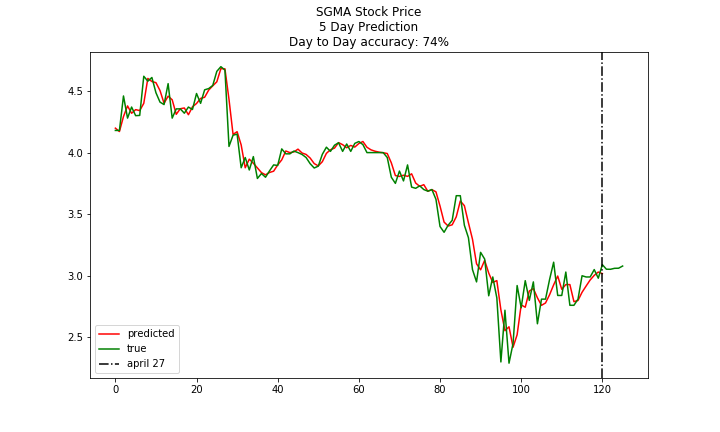 SGMA Stock Price
5 Day Prediction
Day to Day accuracy: 74%
4.5
4.0
3.5
3.0
2.5
predicted
true
april 27
0
20
40
60
80
100
120